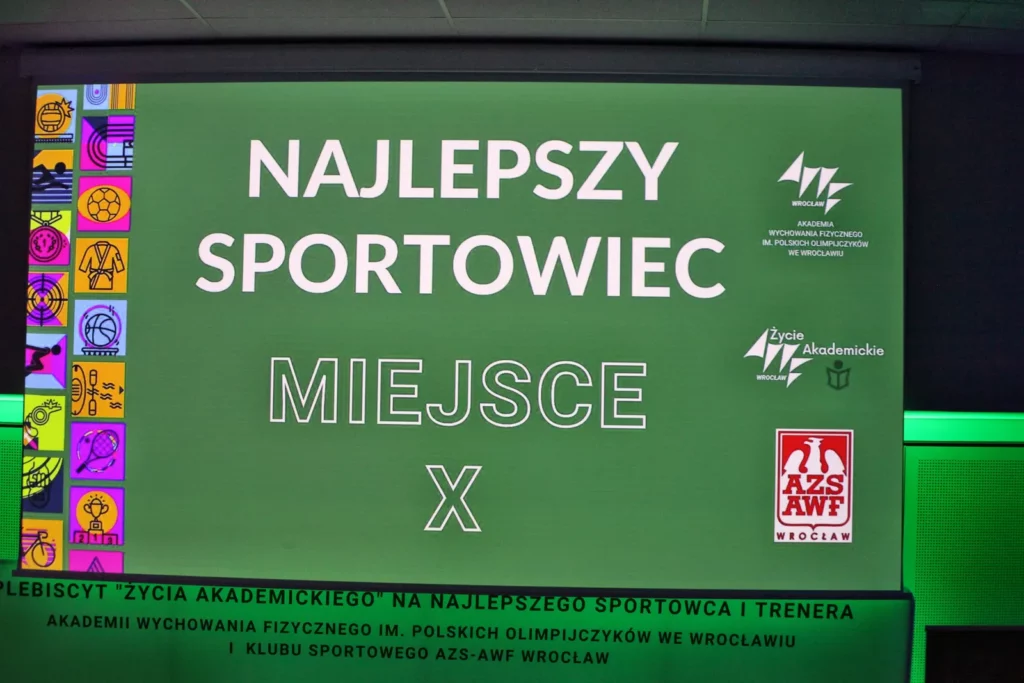 NAJLEPSZY
SPORTOWIEC
MIEJSCE
X
WROCŁAW
AKADEMIA
WYCHOWANIA FIZYCZNEGO
IM. POLSKICH OLIMPIJCZYKÓW
WE WROCŁAWIU
Życie
Akademickie
WROCŁAW
AZS
AWF
WROCŁAW
PLEBISCYT "ŻYCIA AKADEMICKIEGO" NA NAJLEPSZEGO SPORTOWCA I TRENERA
AKADEMII WYCHOWANIA FIZYCZNEGO IM. POLSKICH OLIMPIJCZYKÓW WE WROCŁAWIU
I KLUBU SPORTOWEGO AZS-AWF WROCŁAW